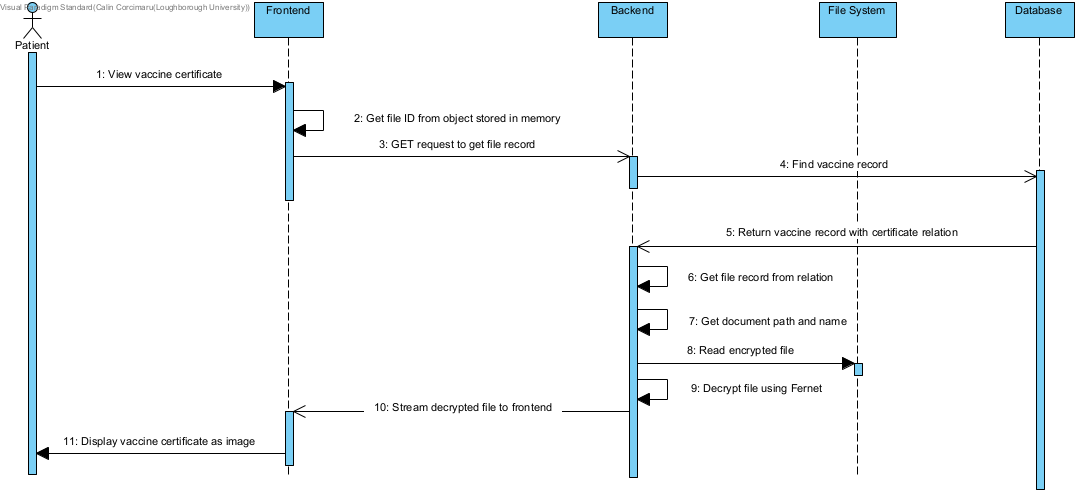 Visual Paradigm Standard(Calin Corcimaru(Loughborough University))
Frontend
Backend
File System
Database
Patient
1: View vaccine certificate
2: Get file ID from object stored in memory
3: GET request to get file record
4: Find vaccine record
5: Return vaccine record with certificate relation
6: Get file record from relation
7: Get document path and name
8: Read encrypted file
9: Decrypt file using Fernet
10: Stream decrypted file to frontend
11: Display vaccine certificate as image